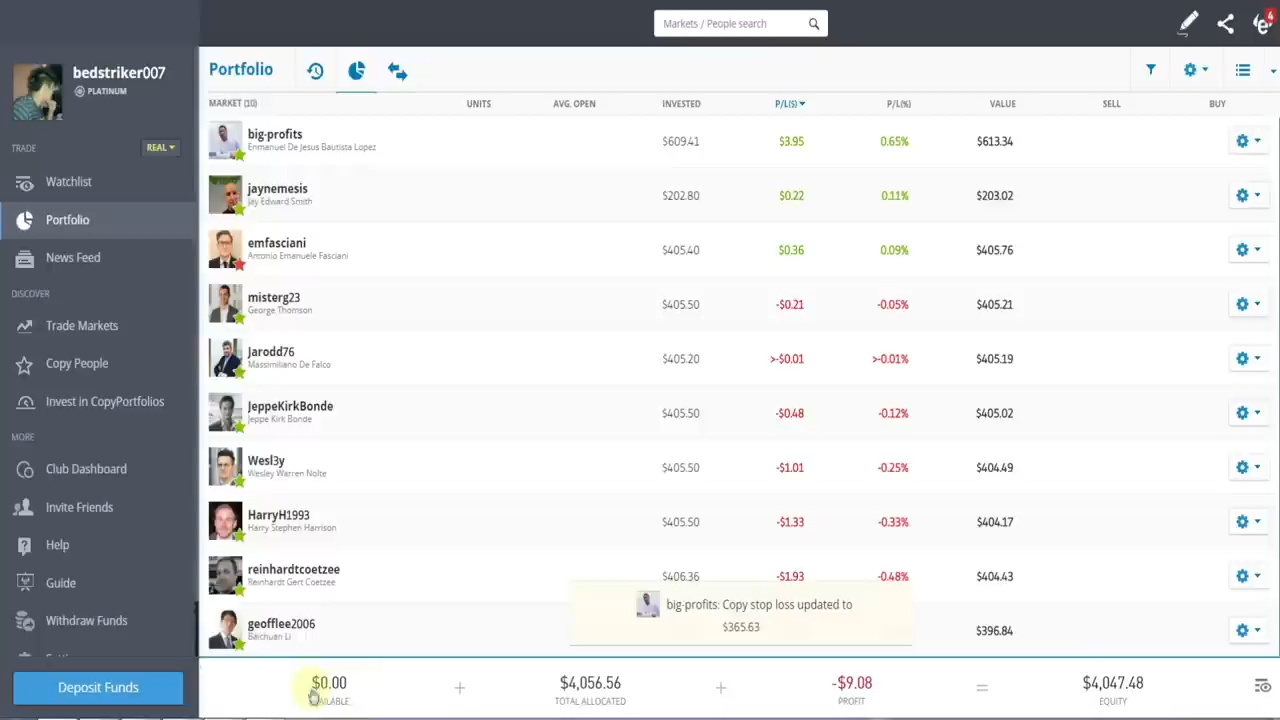 Markets / People search
4
bedstriker007
PLATINUM
TRADE
REAL
Watchlist
Portfolio
News Feed
DISCOVER
Trade Markets
Copy People
Invest in CopyPortfolios
MORE
Club Dashboard
Invite Friends
Help
Guide
Withdraw Funds
Deposit Funds
Portfolio
MARKET (10) UNITS AVG. OPEN INVESTED P/L($) P/L(%) VALUE SELL BUY
big-profits
Enmanuel De Jesus Bautista Lopez
$609.41 $3.95 0.65% $613.34
jaynemesis
Jay Edward Smith
$202.80 $0.22 0.11% $203.02
emfasciani
Antonio Emanuele Fasciani
$405.40 $0.36 0.09% $405.76
misterg23
George Thomson
$405.50 -$0.21 -0.05% $405.21
Jarodd76
Massimiliano De Falco
$405.20 >-$0.01 >-0.01% $405.19
JeppeKirkBonde
Jeppe Kirk Bonde
$405.50 -$0.48 -0.12% $405.02
Wesl3y
Wesley Warren Nolte
$405.50 -$1.01 -0.25% $404.49
HarryH1993
Harry Stephen Harrison
$405.50 -$1.33 -0.33% $404.17
reinhardtcoetzee
Reinhardt Gert Coetzee
$406.36 -$1.93 -0.48% $404.43
geofflee2006
Baichuan Li
$396.84
big-profits: Copy stop loss updated to
$365.63
$0.00 + $4,056.56 + -$9.08 = $4,047.48
AVAILABLE TOTAL ALLOCATED PROFIT EQUITY